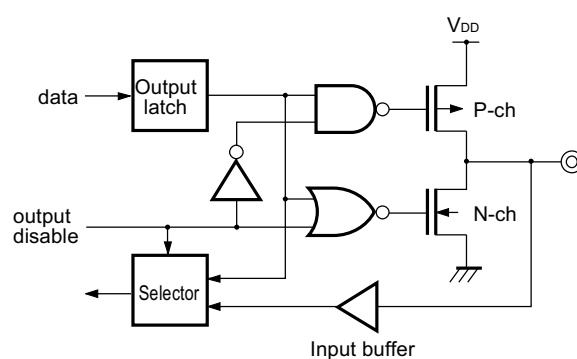 VDD
data
Output
latch
P-ch
output
disable
N-ch
Selector
Input buffer